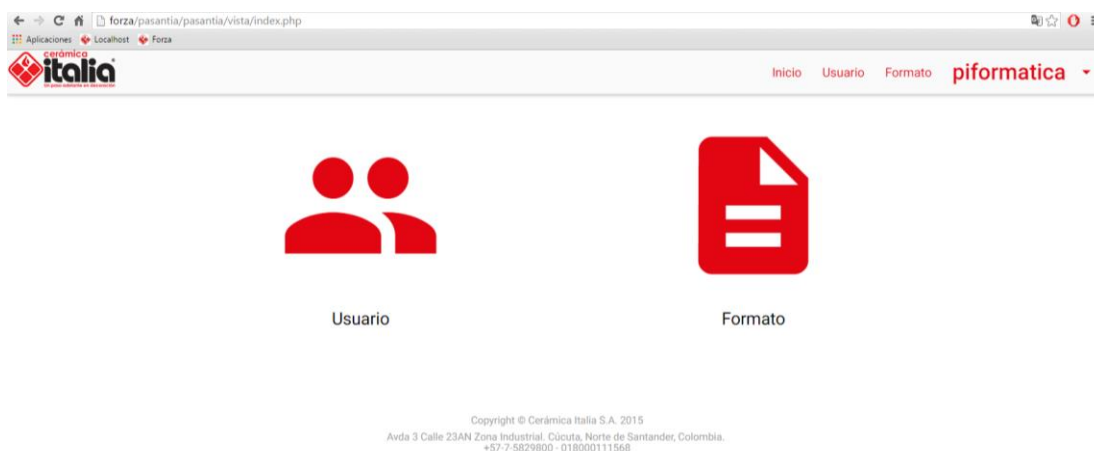 forza/pasantia/pasantia/vista/index.php
Aplicaciones Localhost Forza
cerámica
italia
Inicio Usuario Formato piformatica
Usuario Formato
Copyright © Cerámica Italia S.A. 2015
Avda 3 Calle 23AN Zona Industrial. Cúcuta, Norte de Santander, Colombia.
+57-7-5829800 - 018000111568